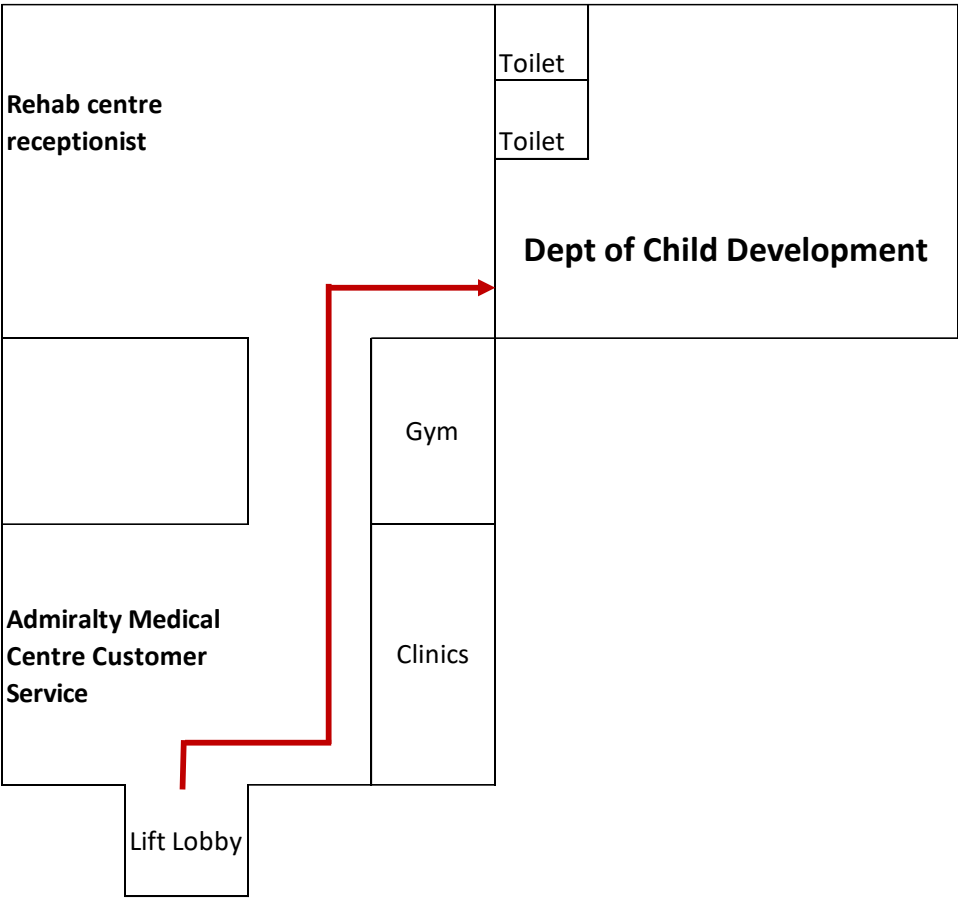 Toilet
Rehab centre
receptionist
Toilet
Dept of Child Development
Gym
Admiralty Medical
Centre Customer
Service
Clinics
Lift Lobby